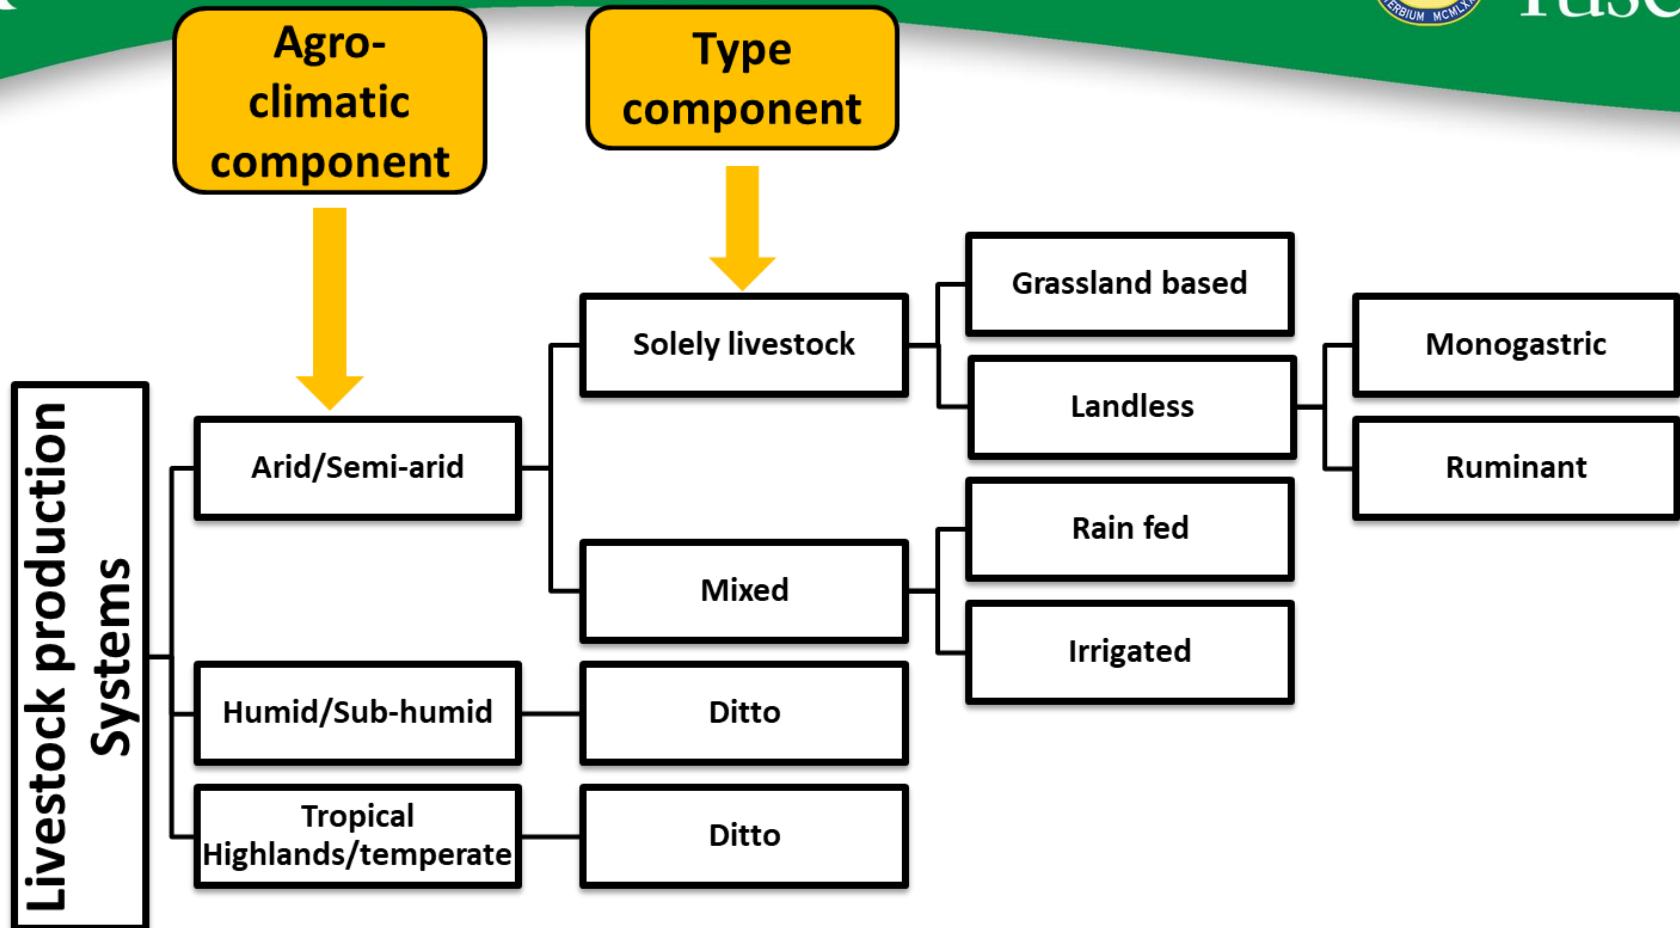 Agro-
climatic
component
Type
component
Livestock production
Systems
Arid/Semi-arid
Humid/Sub-humid
Tropical
Highlands/temperate
Solely livestock
Mixed
Ditto
Ditto
Grassland based
Landless
Rain fed
Irrigated
Monogastric
Ruminant